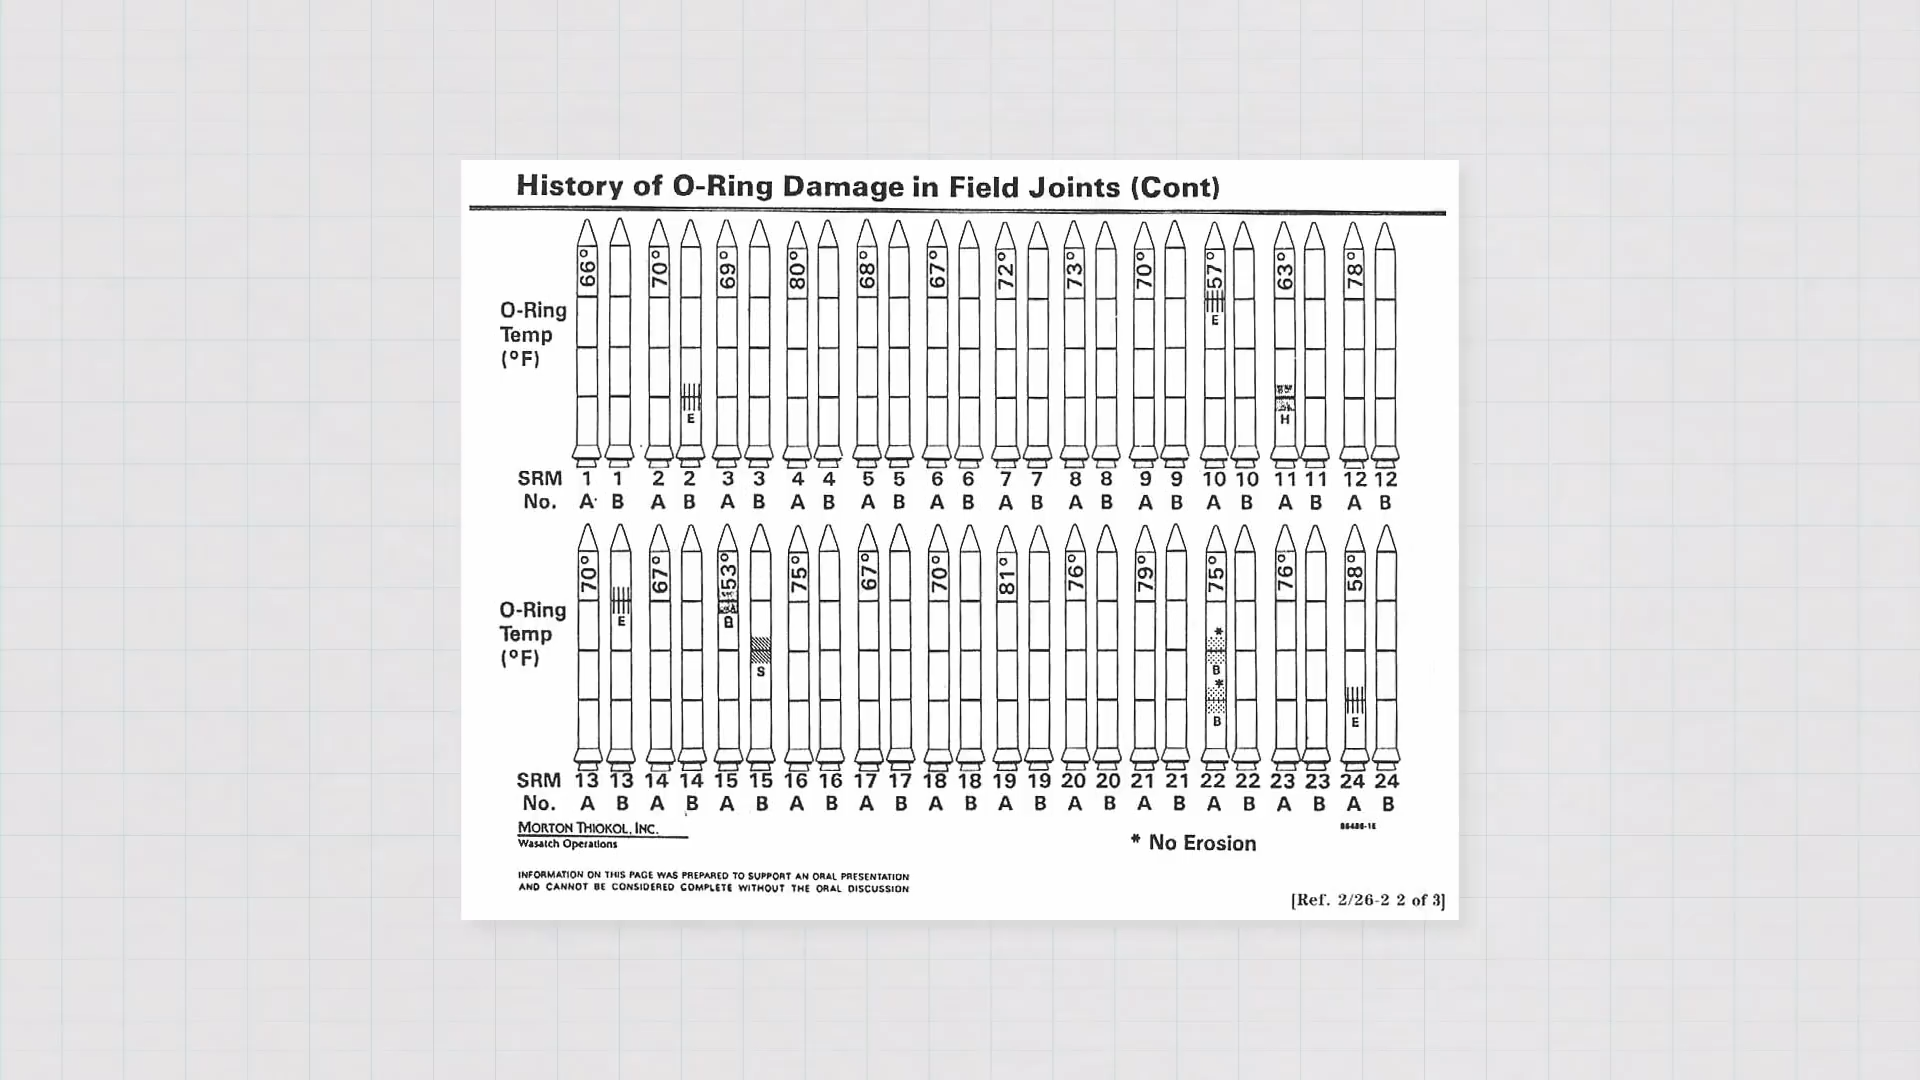 History of O-Ring Damage in Field Joints (Cont)
66° 70° 69° 80° 68° 67° 72° 73° 70° 57° 63° 78°
O-Ring
Temp
(°F)
E
E
H
SRM 1 1 2 2 3 3 4 4 5 5 6 6 7 7 8 8 9 9 10 10 11 11 12 12
No. A B A B A B A B A B A B A B A B A B A B A B A B
70° 67° 53° 75° 67° 70° 81° 76° 79° 75° 76° 58°
O-Ring
Temp
(°F)
E B
*
S B
*
B E
SRM 13 13 14 14 15 15 16 16 17 17 18 18 19 19 20 20 21 21 22 22 23 23 24 24
No. A B A B A B A B A B A B A B A B A B A B A B A B
MORTON THIOKOL, INC.
Wasatch Operations
* No Erosion
INFORMATION ON THIS PAGE WAS PREPARED TO SUPPORT AN ORAL PRESENTATION
AND CANNOT BE CONSIDERED COMPLETE WITHOUT THE ORAL DISCUSSION
[Ref. 2/26-2 2 of 3]